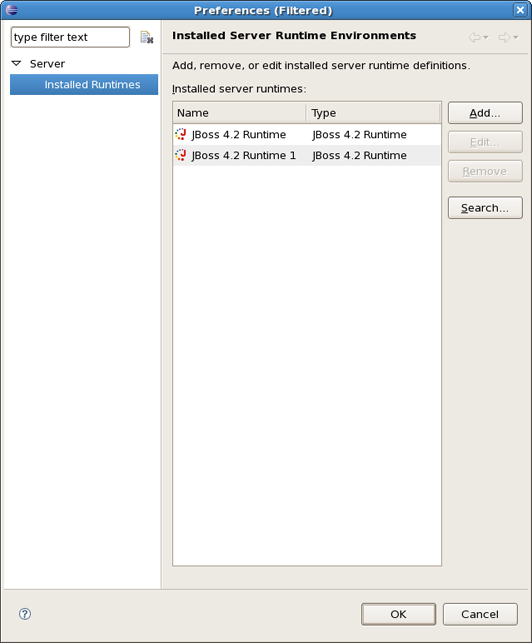 Preferences (Filtered)
type filter text
Server
Installed Runtimes
Installed Server Runtime Environments
Add, remove, or edit installed server runtime definitions.
Installed server runtimes:
Name Type
JBoss 4.2 Runtime JBoss 4.2 Runtime
JBoss 4.2 Runtime 1 JBoss 4.2 Runtime
Add...
Edit...
Remove
Search...
?
OK
Cancel